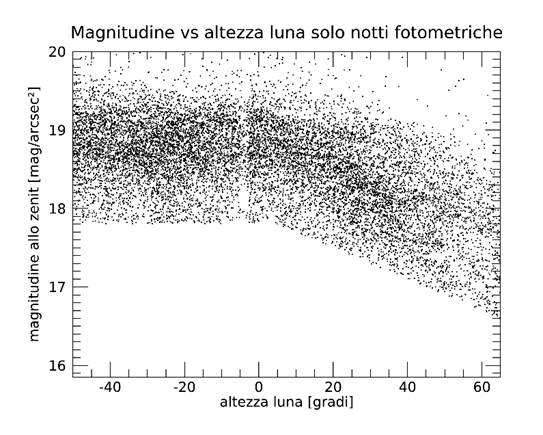 Magnitudine vs altezza luna solo notti fotometriche
magnitudine allo zenit [mag/arcsec²]
20
19
18
17
16
-40 -20 0 20 40 60
altezza luna [gradi]